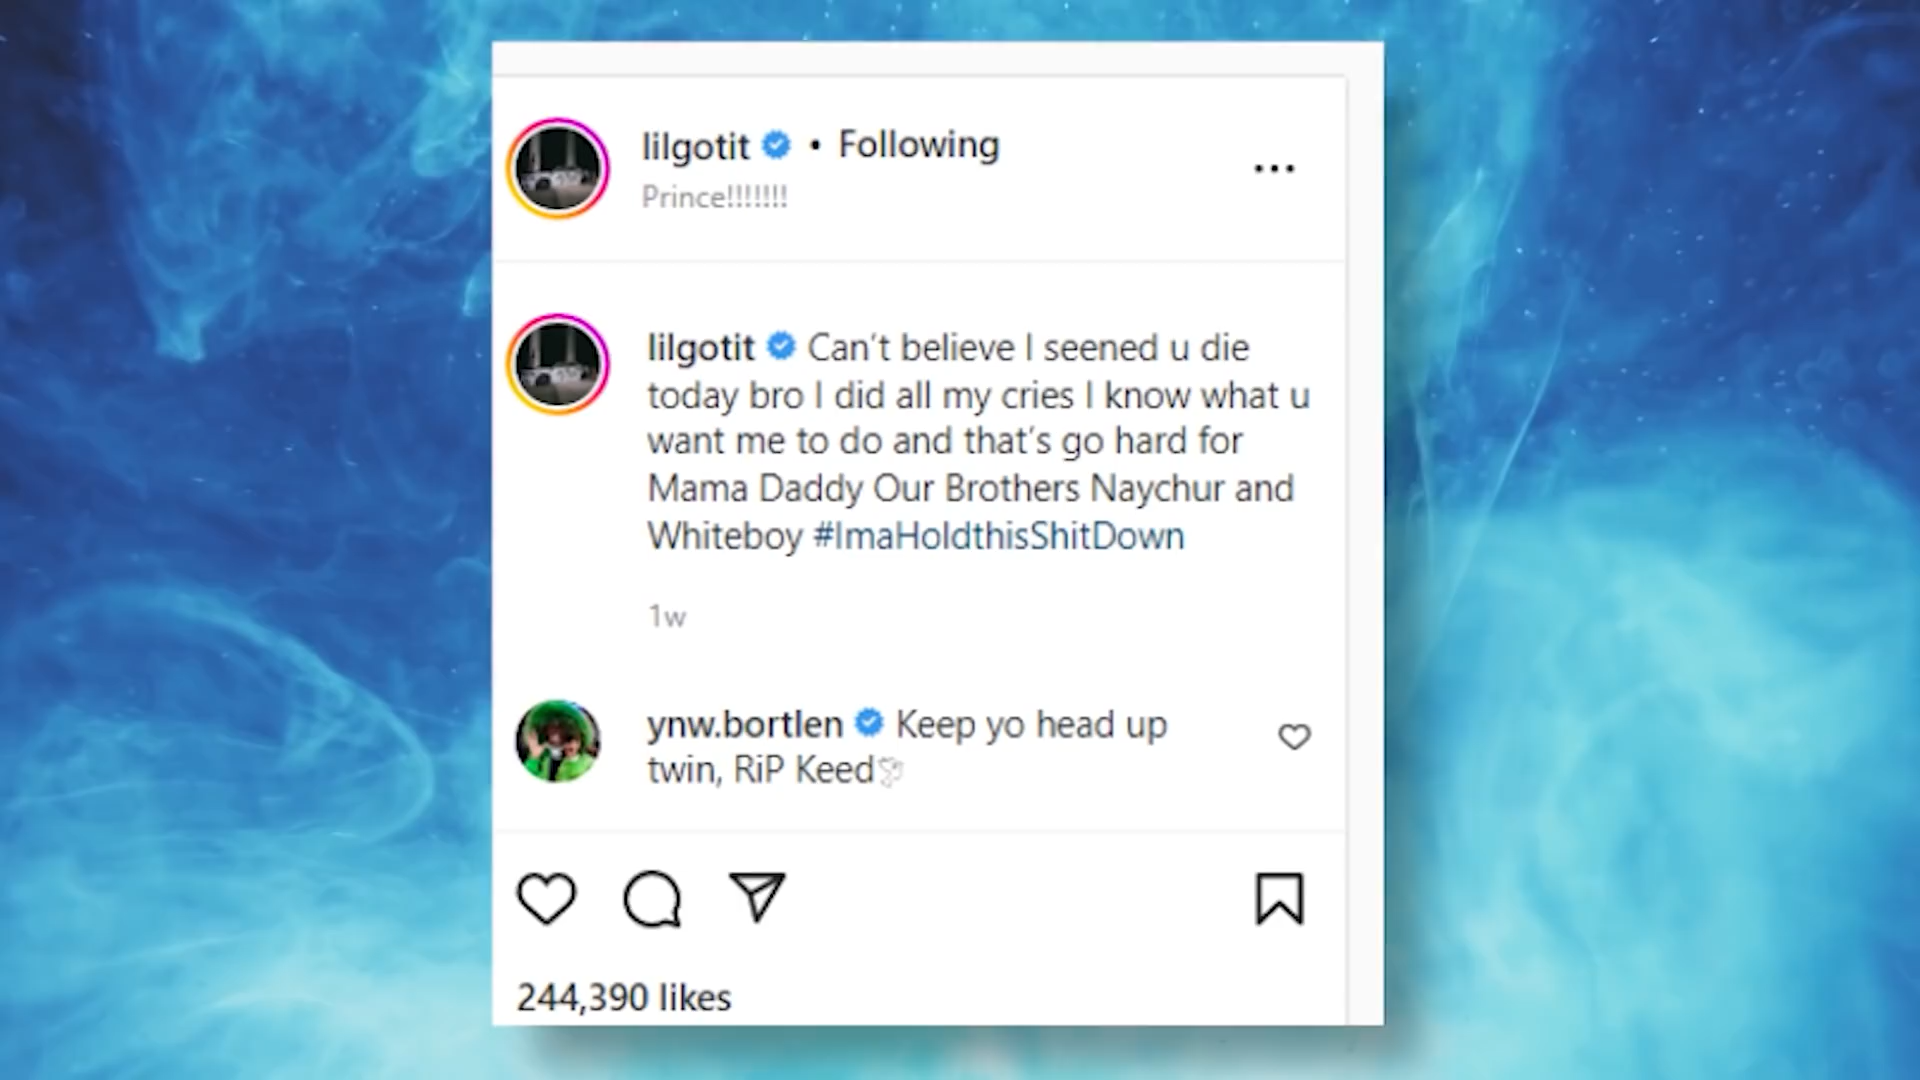 lilgotit • Following
Prince!!!!!!!
lilgotit Can't believe I seened u die
today bro I did all my cries I know what u
want me to do and that's go hard for
Mama Daddy Our Brothers Naychur and
Whiteboy #ImaHoldthisShitDown
1w
ynw.bortlen Keep yo head up
twin, RiP Keed🕊
244,390 likes